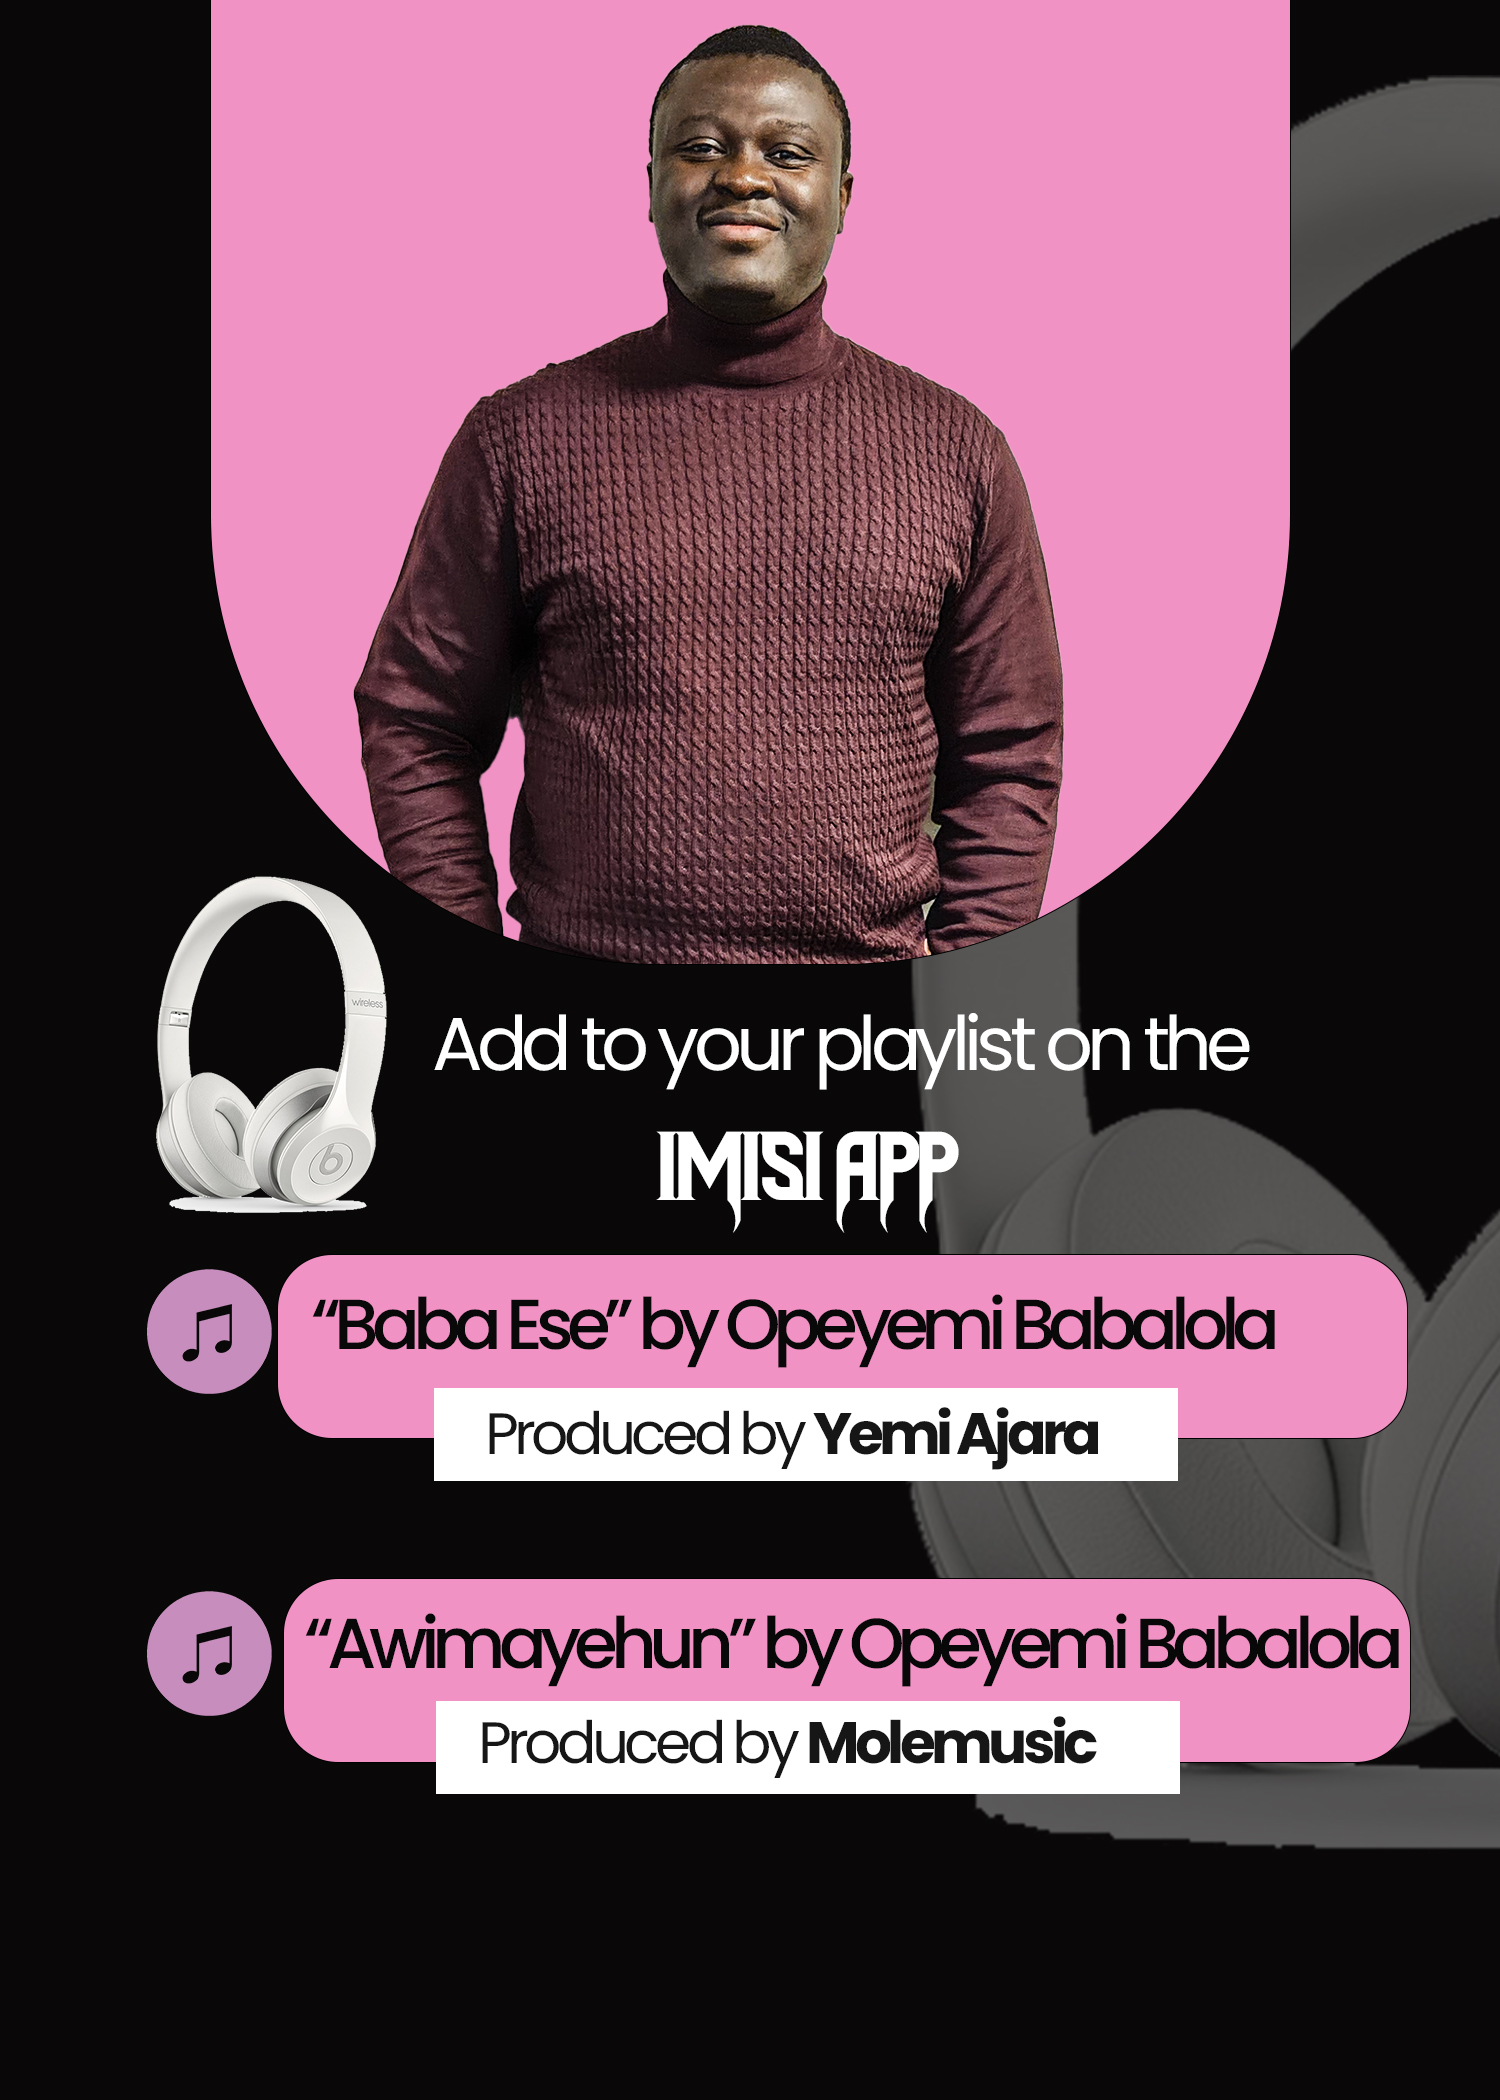 wireless
Add to your playlist on the
IMISI APP
“Baba Ese” by Opeyemi Babalola
Produced by Yemi Ajara
“Awimayehun” by Opeyemi Babalola
Produced by Molemusic